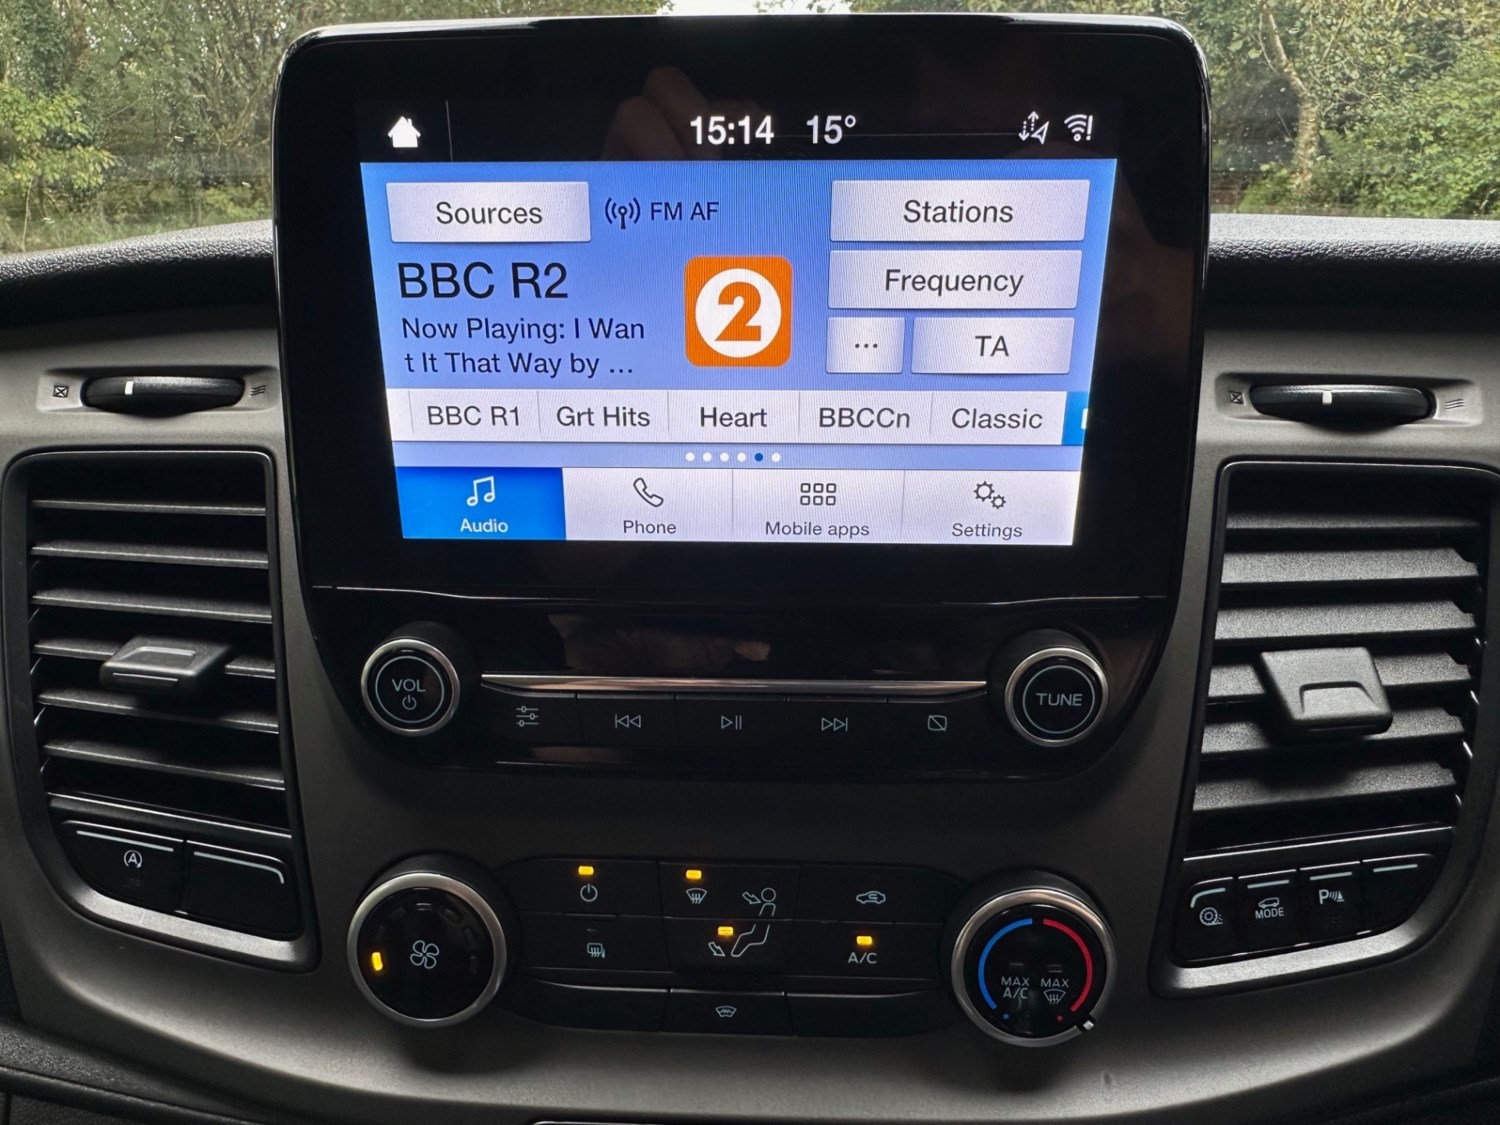 15:14 15°
Sources FM AF Stations
BBC R2
2
Frequency
Now Playing: I Wan
t It That Way by ...
... TA
BBC R1 Grt Hits Heart BBCCn Classic
Audio Phone Mobile apps Settings
VOL TUNE
A
MODE
P
A/C
MAX A/C
MAX